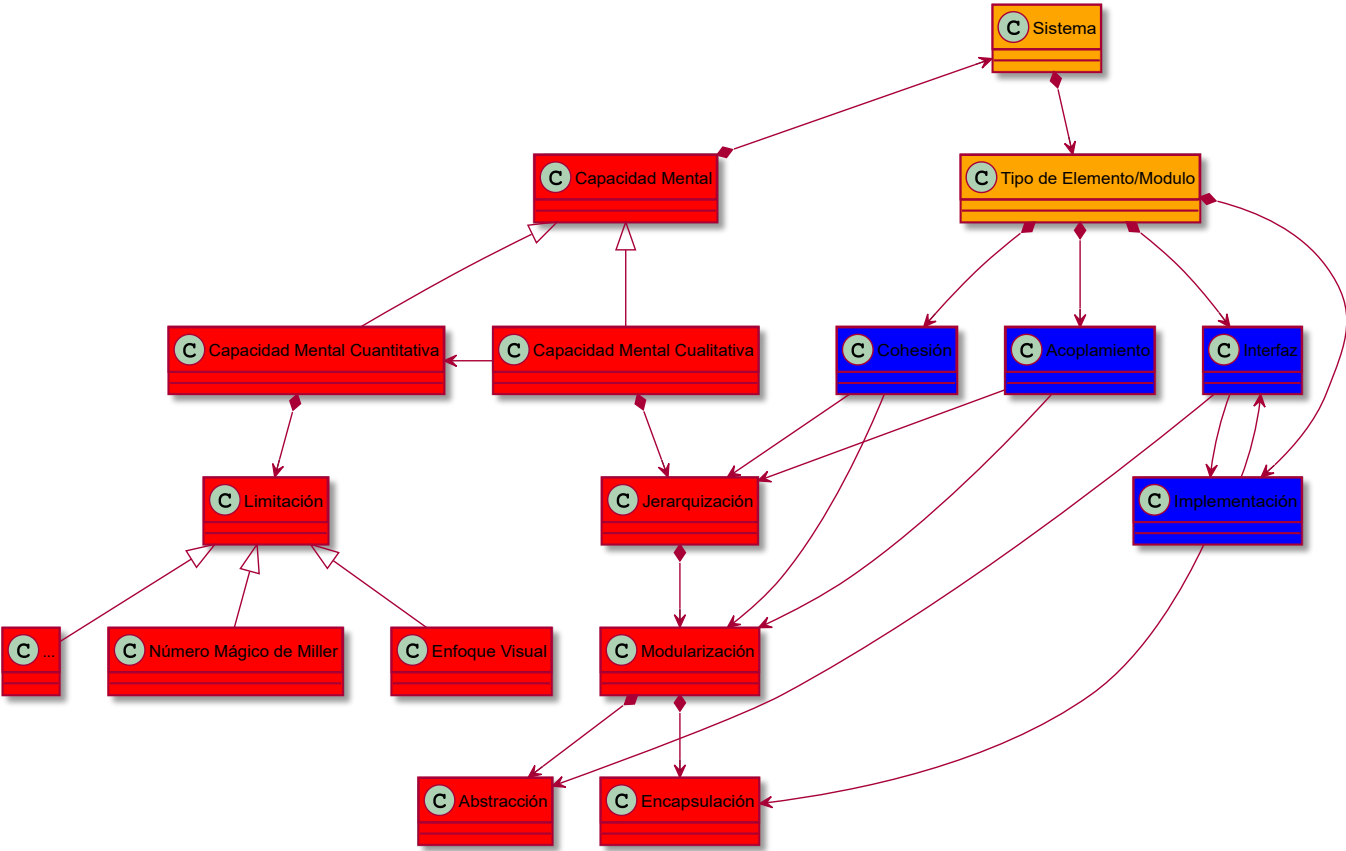 C Sistema
C Capacidad Mental
C Tipo de Elemento/Modulo
C Capacidad Mental Cuantitativa
C Capacidad Mental Cualitativa
C Cohesión
C Acoplamiento
C Interfaz
C Limitación
C Jerarquización
C Implementación
C ...
C Número Mágico de Miller
C Enfoque Visual
C Modularización
C Abstracción
C Encapsulación